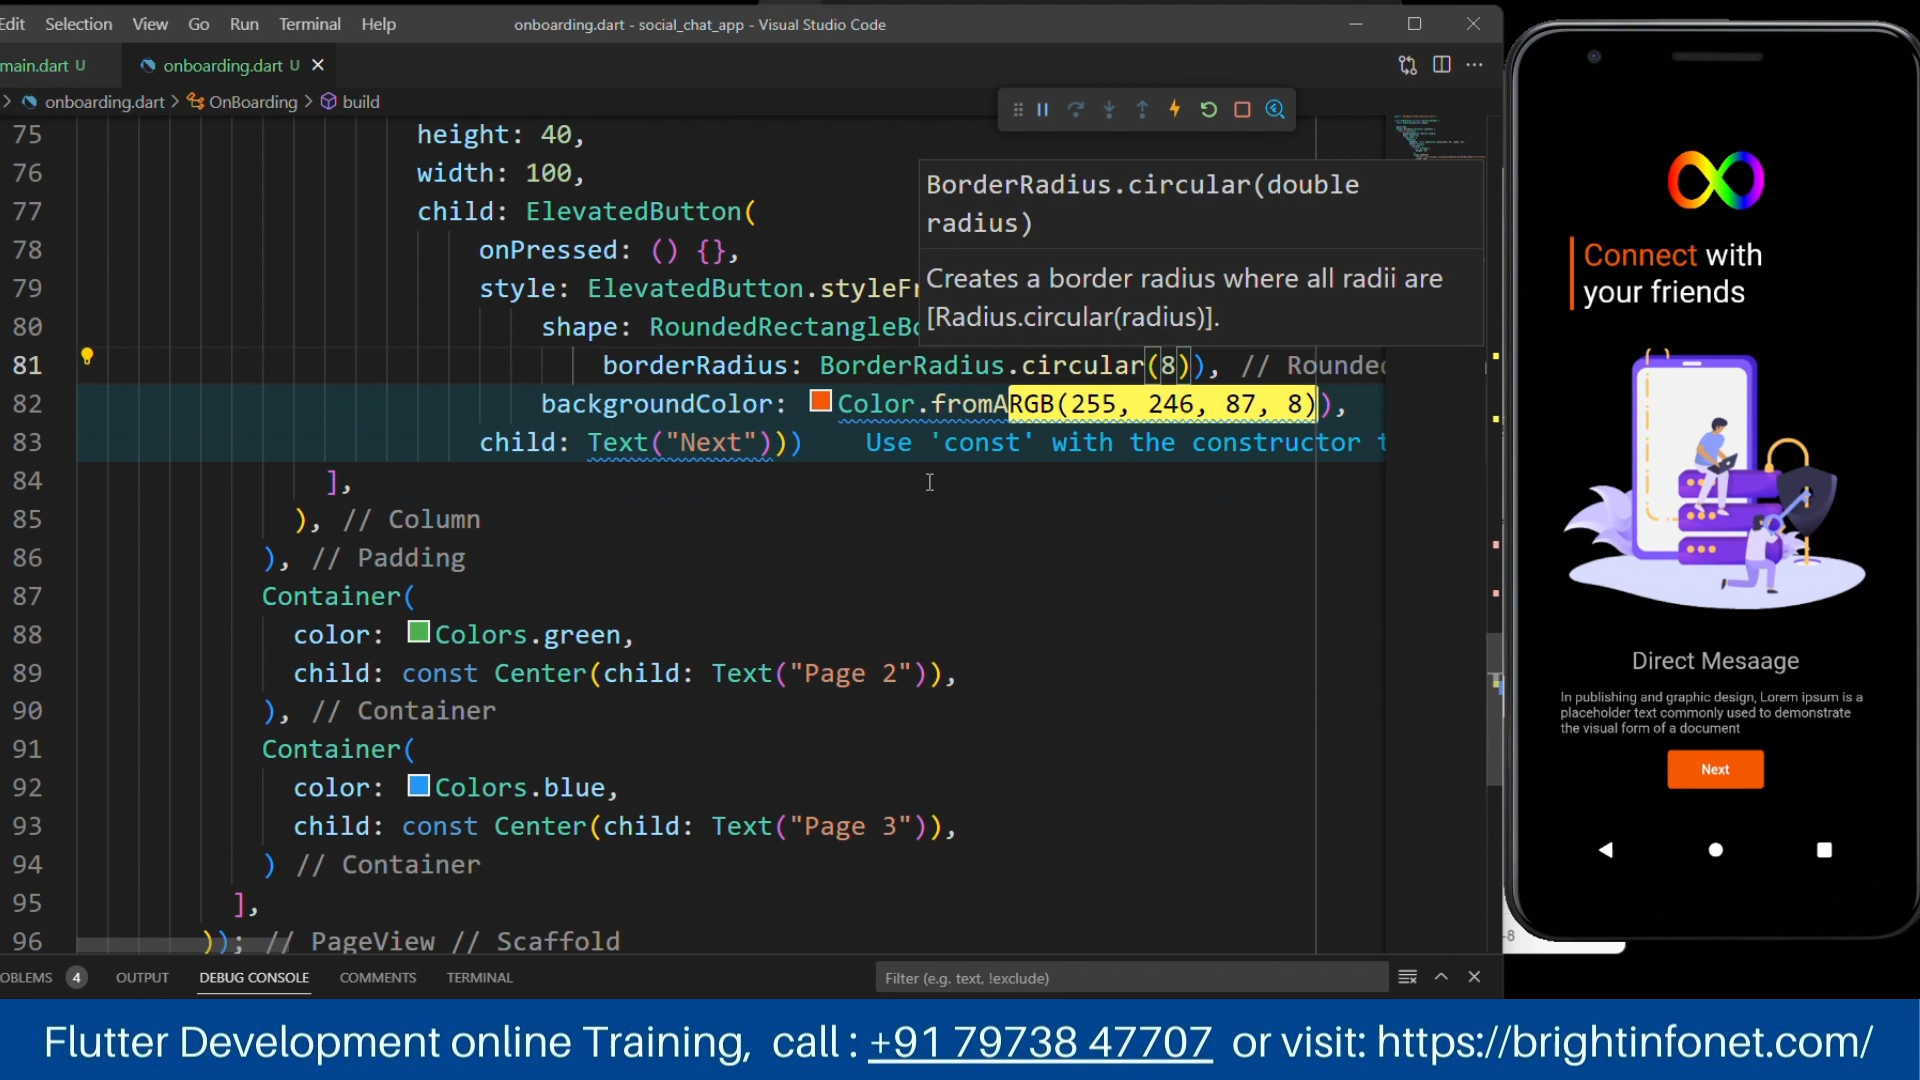 Edit Selection View Go Run Terminal Help onboarding.dart - social_chat_app - Visual Studio Code
main.dart U onboarding.dart U
onboarding.dart OnBoarding build
75 height: 40,
76 width: 100,
77 child: ElevatedButton(
78 onPressed: () {},
79 style: ElevatedButton.styleFr
80 shape: RoundedRectangleBo
81 borderRadius: BorderRadius.circular(8)), // Rounded
82 backgroundColor: Color.fromARGB(255, 246, 87, 8)),
83 child: Text("Next"))) Use 'const' with the constructor t
84 ],
85 ), // Column
86 ), // Padding
87 Container(
88 color: Colors.green,
89 child: const Center(child: Text("Page 2")),
90 ), // Container
91 Container(
92 color: Colors.blue,
93 child: const Center(child: Text("Page 3")),
94 ) // Container
95 ],
96 )); // PageView // Scaffold
BorderRadius.circular(double
radius)
Creates a border radius where all radii are
[Radius.circular(radius)].
OBLEMS 4 OUTPUT DEBUG CONSOLE COMMENTS TERMINAL Filter (e.g. text, !exclude)
Connect with
your friends
Direct Mesaage
In publishing and graphic design, Lorem ipsum is a
placeholder text commonly used to demonstrate
the visual form of a document
Next
-8
Flutter Development online Training, call : +91 79738 47707 or visit: https://brightinfonet.com/